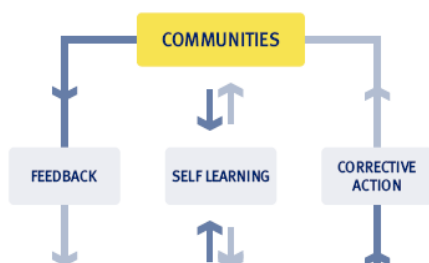 COMMUNITIES
FEEDBACK
SELF LEARNING
CORRECTIVE
ACTION